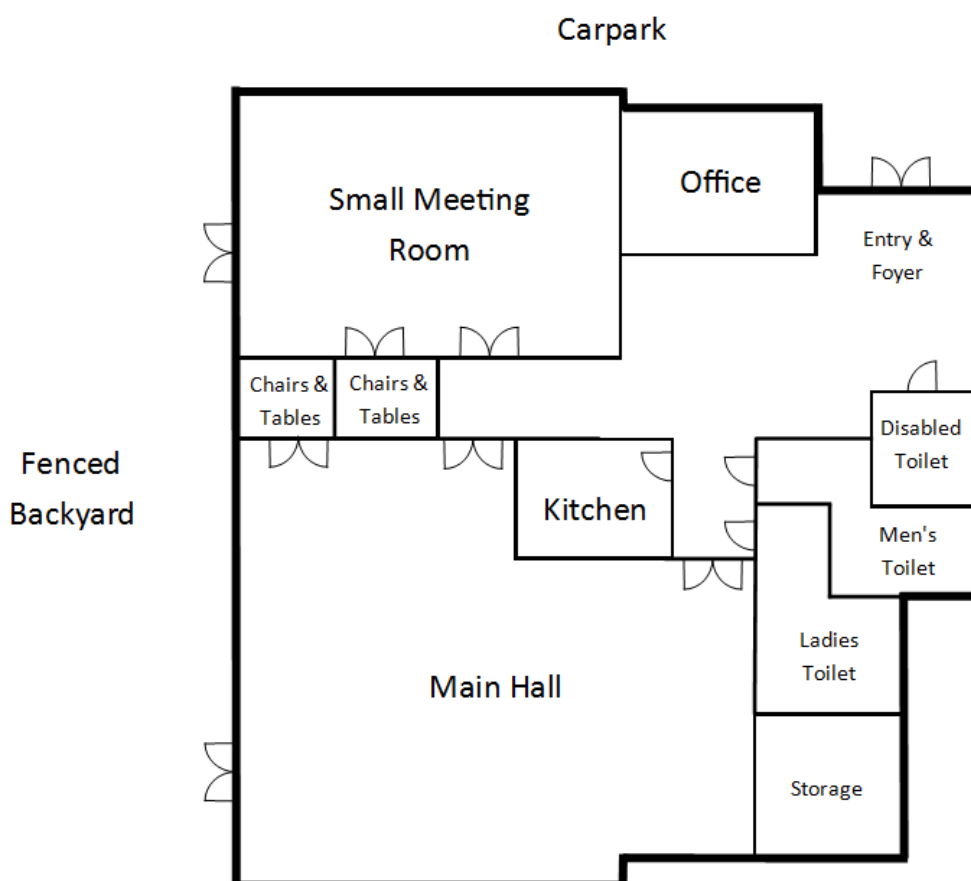 Carpark
Small Meeting
Room
Office
Entry &
Foyer
Chairs &
Tables
Chairs &
Tables
Disabled
Toilet
Fenced
Backyard
Kitchen
Men's
Toilet
Ladies
Toilet
Main Hall
Storage